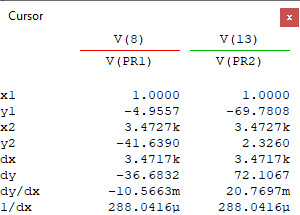 Cursor x
V(8) V(13)
V(PR1) V(PR2)
x1 1.0000 1.0000
y1 -4.9557 -69.7808
x2 3.4727k 3.4727k
y2 -41.6390 2.3260
dx 3.4717k 3.4717k
dy -36.6832 72.1067
dy/dx -10.5663m 20.7697m
1/dx 288.0416µ 288.0416µ